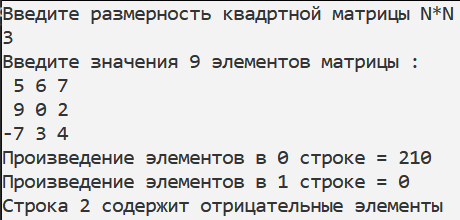 Введите размерность квадртной матрицы N*N
3
Введите значения 9 элементов матрицы :
5 6 7
9 0 2
-7 3 4
Произведение элементов в 0 строке = 210
Произведение элементов в 1 строке = 0
Строка 2 содержит отрицательные элементы